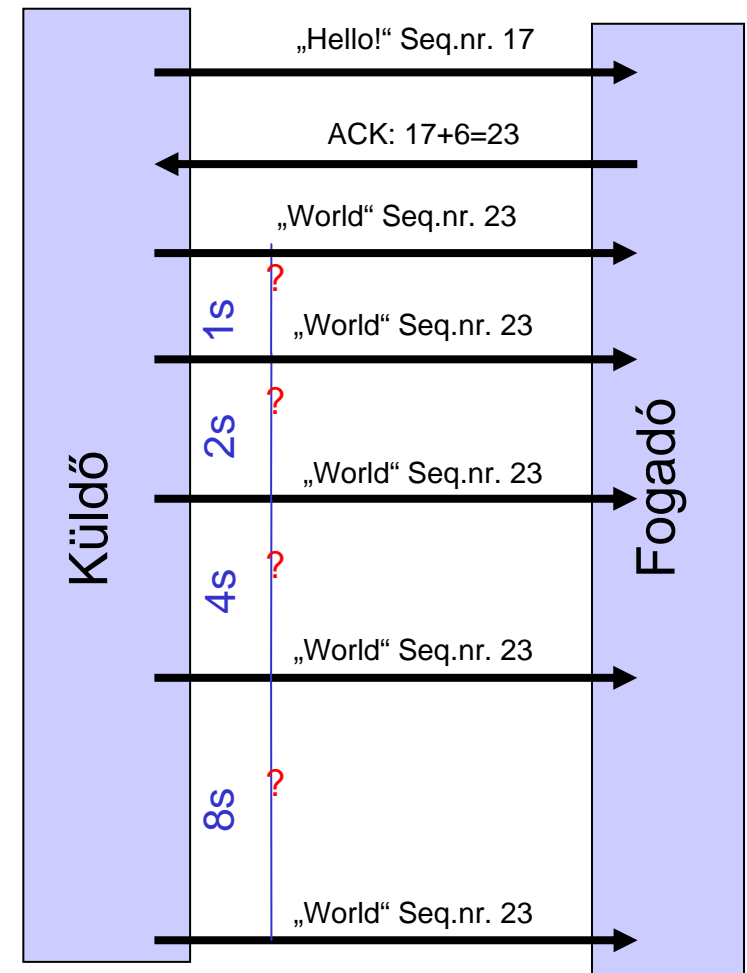 „Hello!“ Seq.nr. 17
ACK: 17+6=23
„World“ Seq.nr. 23
?
1s
„World“ Seq.nr. 23
?
2s
Küldő
Fogadó
„World“ Seq.nr. 23
?
4s
„World“ Seq.nr. 23
?
8s
„World“ Seq.nr. 23